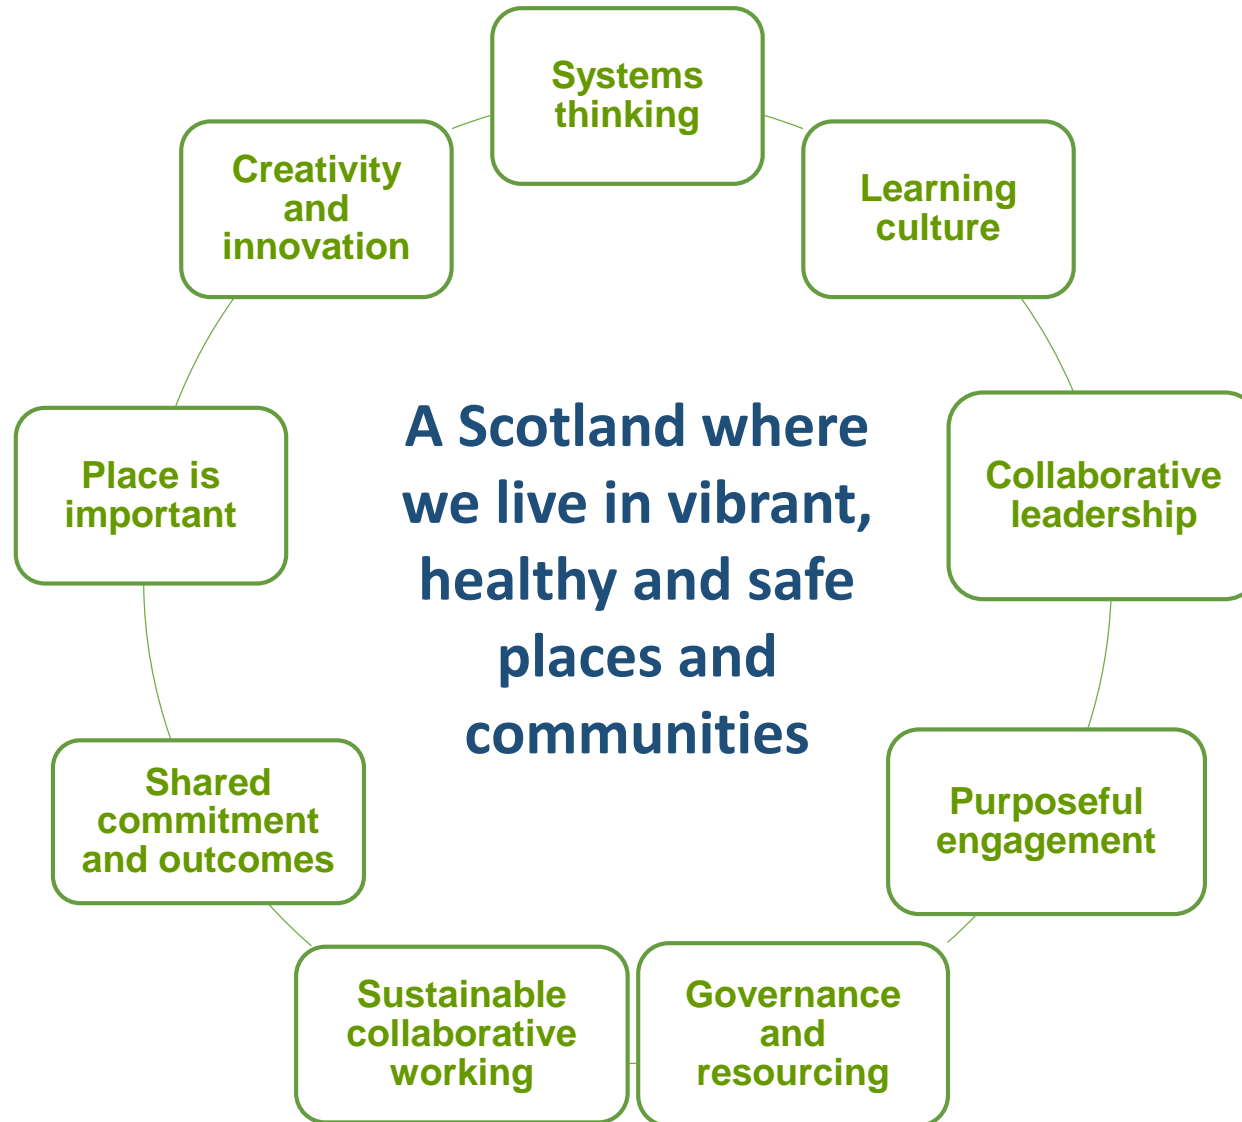 Systems
thinking
Learning
culture
Collaborative
leadership
Purposeful
engagement
Governance
and
resourcing
Sustainable
collaborative
working
Shared
commitment
and outcomes
Place is
important
Creativity
and
innovation
A Scotland where
we live in vibrant,
healthy and safe
places and
communities